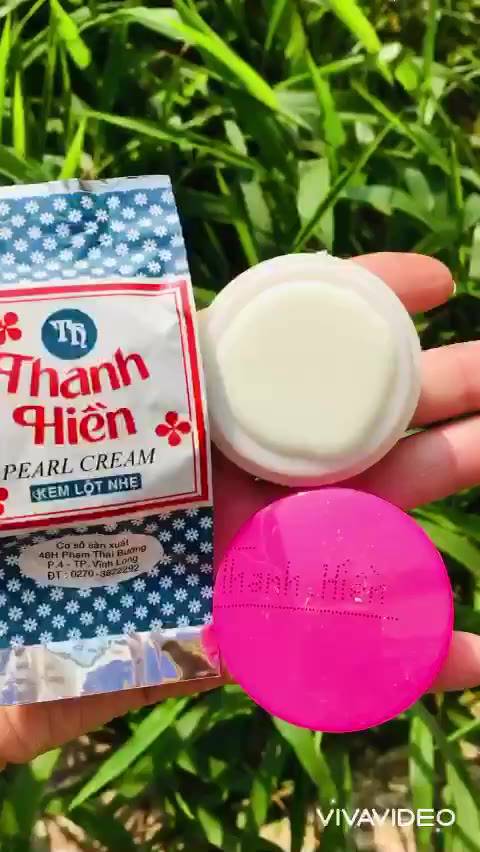 TH
Thanh
Hiền
PEARL CREAM
KEM LỘT NHẸ
Cơ sở sản xuất
48H Phạm Thái Bường
P.4 - TP. Vĩnh Long
ĐT : 0270-3822292
Thanh Hiền
VIVAVIDEO